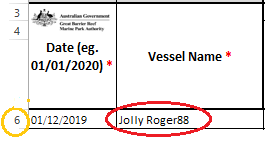 3
Australian Government
Great Barrier Reef
Marine Park Authority
4
Date (eg.
01/01/2020) *
Vessel Name *
6
01/12/2019
Jolly Roger88